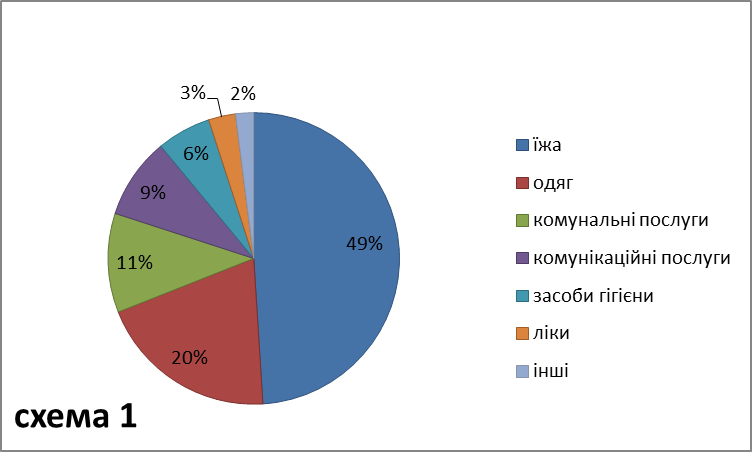 3%
2%
6%
9%
49%
11%
20%
їжа
одяг
комунальні послуги
комунікаційні послуги
засоби гігієни
ліки
інші
схема 1